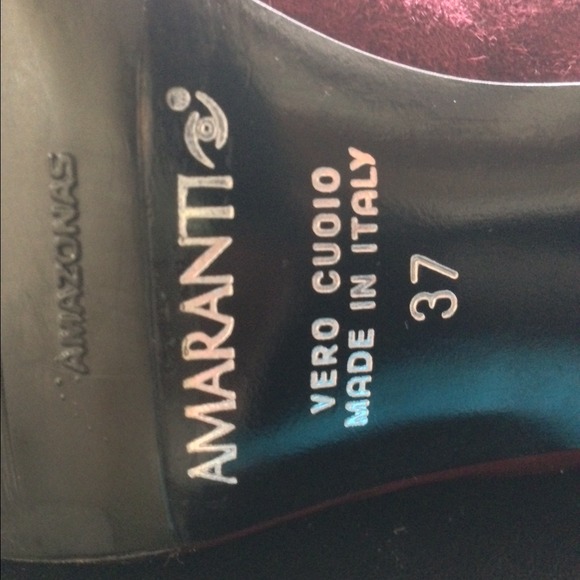 AMAZONAS
AMARANTI
VERO CUOIO
MADE IN ITALY
37